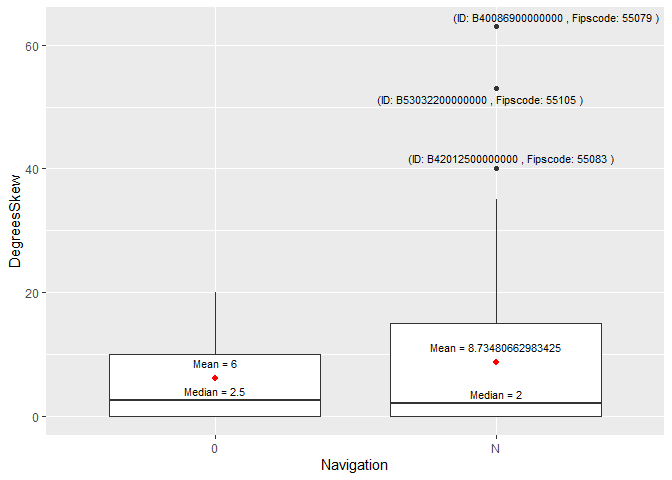 (ID: B40086900000000 , Fipscode: 55079 )
60
(ID: B53032200000000 , Fipscode: 55105 )
(ID: B42012500000000 , Fipscode: 55083 )
40
DegreesSkew
20
Mean = 8.73480662983425
Mean = 6
Median = 2.5
Median = 2
0
0
N
Navigation